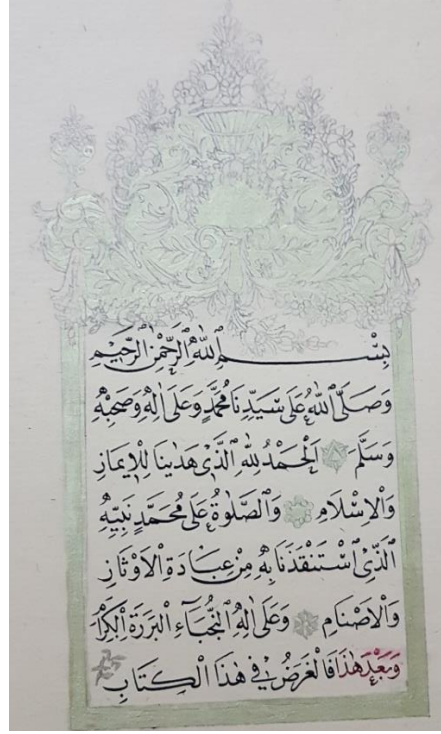 بِسْمِ اللّٰهِ الرَّحْمٰنِ الرَّحِيمِ
وَصَلَّى اللّٰهُ عَلٰى سَيِّدِنَا مُحَمَّدٍ وَعَلٰى اٰلِهِ وَصَحْبِهِ
وَسَلَّمَ اَلْحَمْدُ لِلّٰهِ الَّذِي هَدٰينَا لِلْاِيمَانِ
وَالْاِسْلَامِ وَالصَّلٰوةُ عَلٰى مُحَمَّدٍ نَبِيِّهِ
الَّذِي اسْتَنْقَذَنَا بِهِ مِنْ عِبَادَةِ الْاَوْثَانِ
وَالْاَصْنَامِ وَعَلٰى اٰلِهِ النُّجَبَاءِ الْبَرَرَةِ الْكِرَامِ
وَبَعْدَ هٰذَا فَالْغَرَضُ فِي هٰذَا الْكِتَابِ